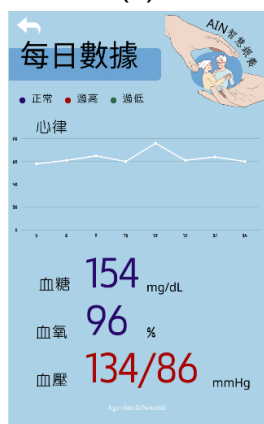 AIN智慧銀養
每日數據
正常 過高 過低
心律
血糖 154 mg/dL
血氧 96 %
血壓 134/86 mmHg
Age-IntelliNourish